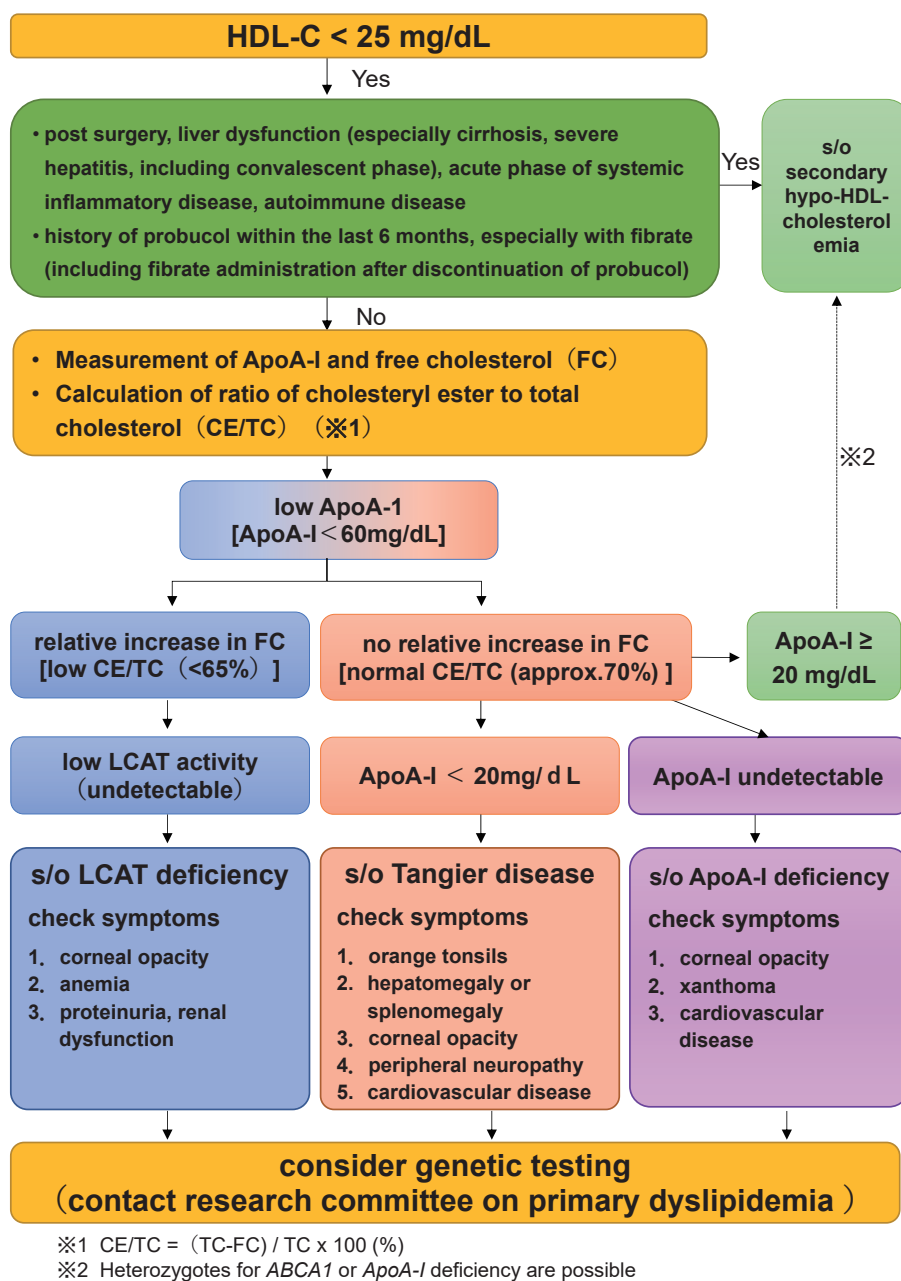 HDL-C < 25 mg/dL
Yes
・post surgery, liver dysfunction (especially cirrhosis, severe
hepatitis, including convalescent phase), acute phase of systemic
inflammatory disease, autoimmune disease
・history of probucol within the last 6 months, especially with fibrate
(including fibrate administration after discontinuation of probucol)
Yes
s/o
secondary
hypo-HDL-
cholesterol
emia
No
• Measurement of ApoA-I and free cholesterol（FC）
• Calculation of ratio of cholesteryl ester to total
cholesterol（CE/TC）（※1）
※2
low ApoA-1
[ApoA-I＜60mg/dL]
relative increase in FC
[low CE/TC（<65%）]
no relative increase in FC
[normal CE/TC (approx.70%) ]
ApoA-I ≥
20 mg/dL
low LCAT activity
（undetectable）
ApoA-I ＜ 20mg/ｄL
ApoA-I undetectable
s/o LCAT deficiency
check symptoms
1. corneal opacity
2. anemia
3. proteinuria, renal
dysfunction
s/o Tangier disease
check symptoms
1. orange tonsils
2. hepatomegaly or
splenomegaly
3. corneal opacity
4. peripheral neuropathy
5. cardiovascular disease
s/o ApoA-I deficiency
check symptoms
1. corneal opacity
2. xanthoma
3. cardiovascular
disease
consider genetic testing
（contact research committee on primary dyslipidemia ）
※1 CE/TC =（TC-FC) / TC x 100 (%)
※2 Heterozygotes for ABCA1 or ApoA-I deficiency are possible